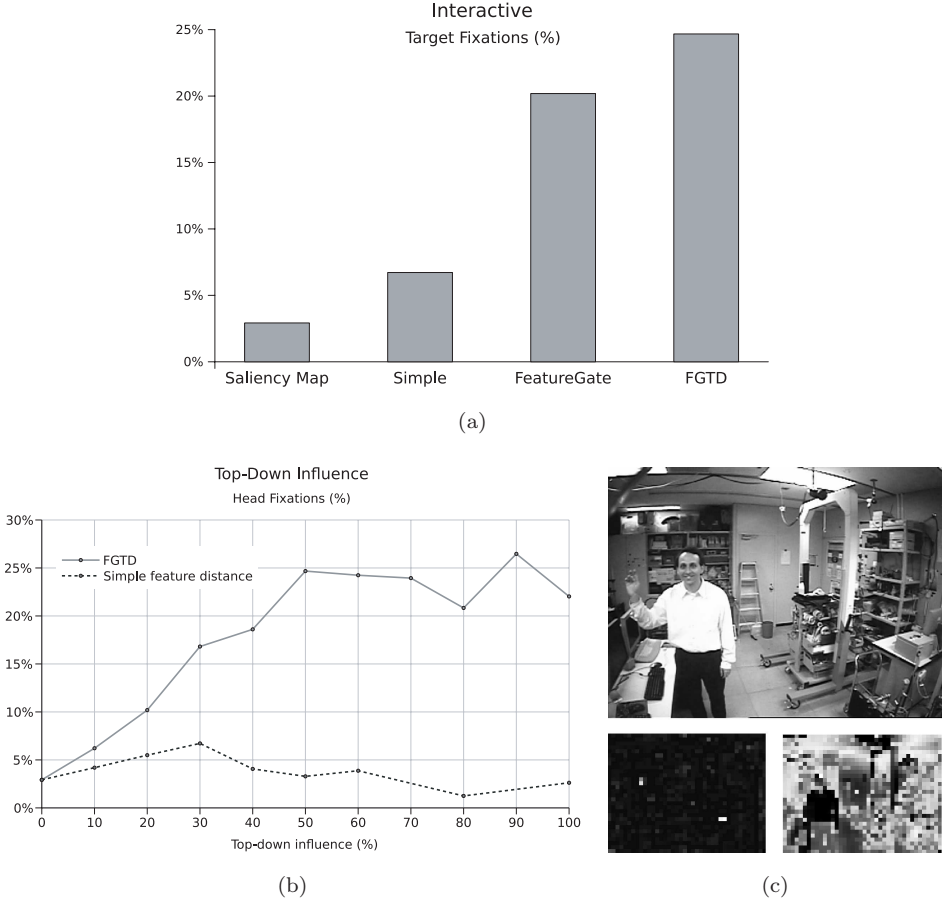 Interactive
Target Fixations (%)
25%
20%
15%
10%
5%
0%
Saliency Map Simple FeatureGate FGTD
(a)
Top-Down Influence
Head Fixations (%)
30%
25%
20%
15%
10%
5%
0%
FGTD
Simple feature distance
0 10 20 30 40 50 60 70 80 90 100
Top-down influence (%)
(b)
(c)